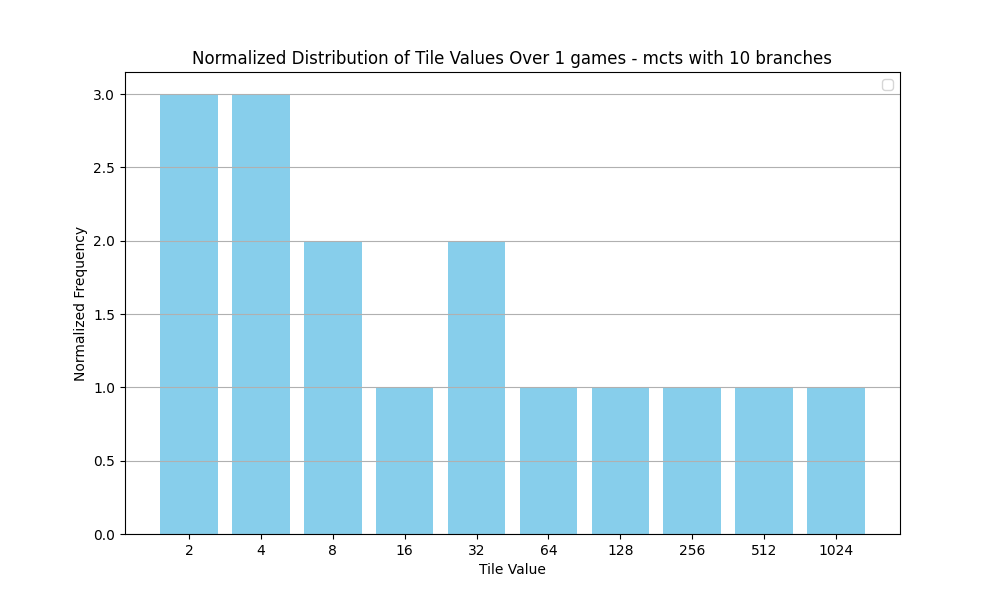 Normalized Distribution of Tile Values Over 1 games - mcts with 10 branches
Normalized Frequency
3.0
2.5
2.0
1.5
1.0
0.5
0.0
2 4 8 16 32 64 128 256 512 1024
Tile Value